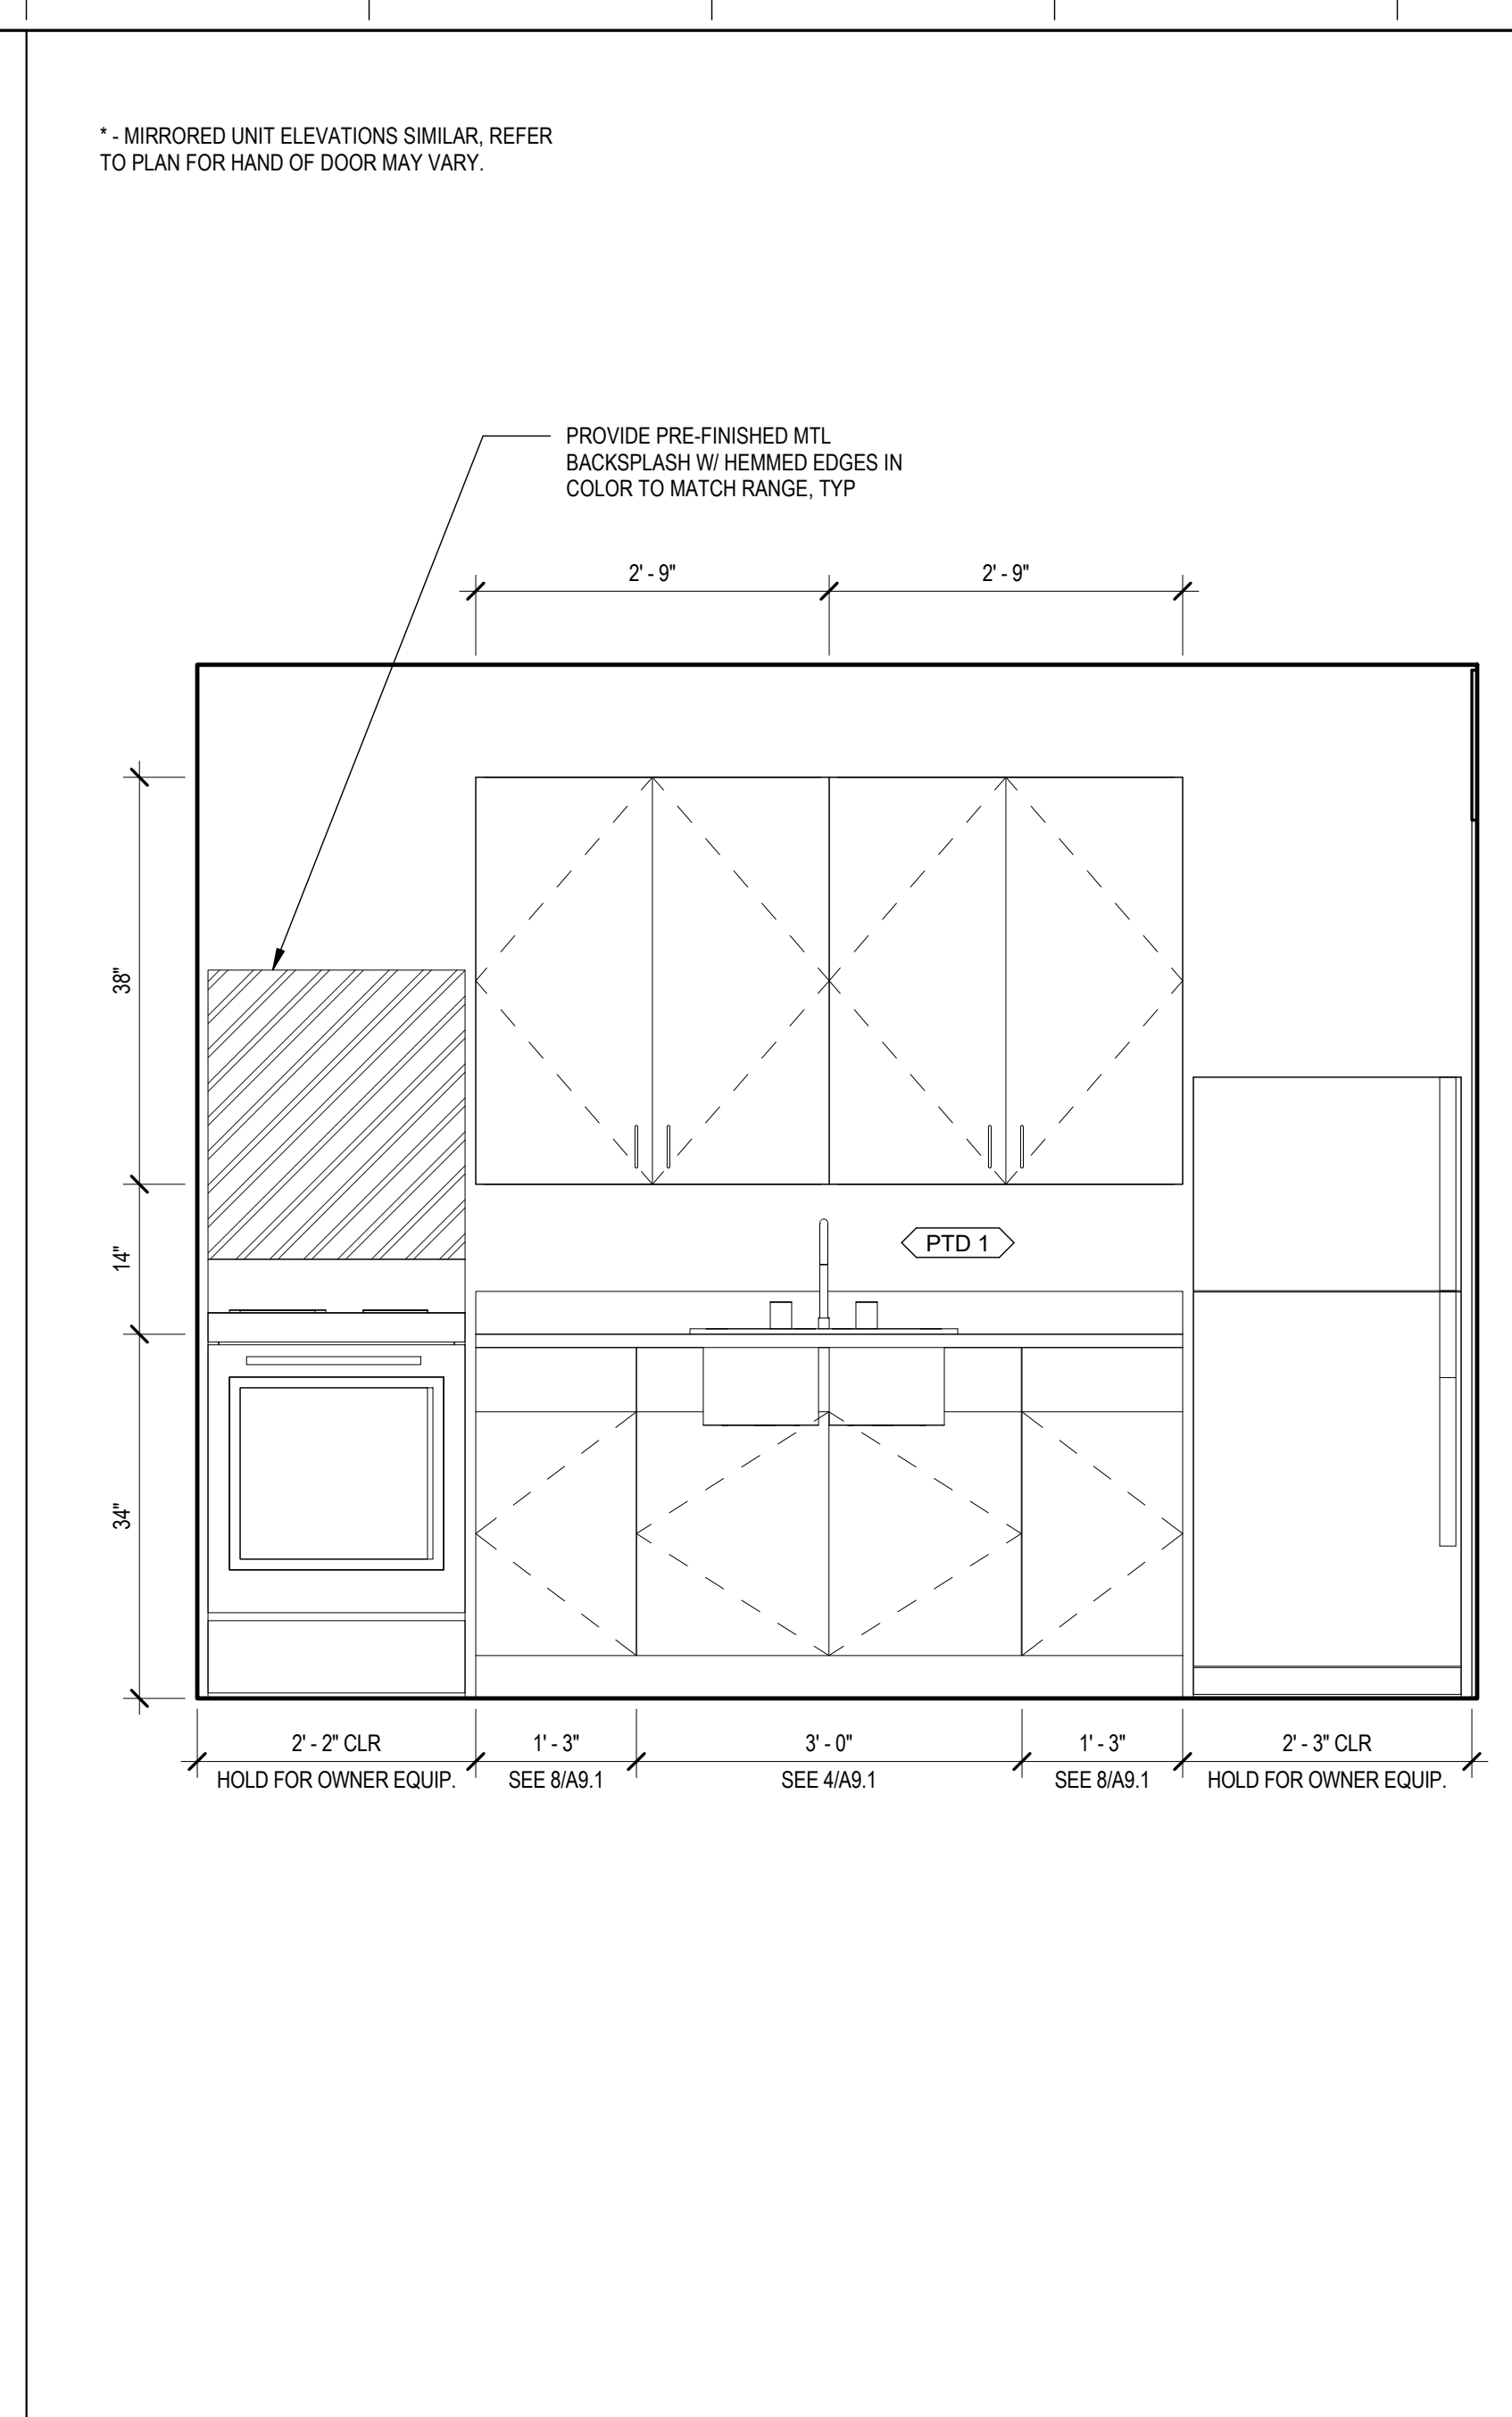 * - MIRRORED UNIT ELEVATIONS SIMILAR, REFER
TO PLAN FOR HAND OF DOOR MAY VARY.
PROVIDE PRE-FINISHED MTL
BACKSPLASH W/ HEMMED EDGES IN
COLOR TO MATCH RANGE, TYP
2' - 9"
2' - 9"
38"
14"
34"
PTD 1
2' - 2" CLR
HOLD FOR OWNER EQUIP.
1' - 3"
SEE 8/A9.1
3' - 0"
SEE 4/A9.1
1' - 3"
SEE 8/A9.1
2' - 3" CLR
HOLD FOR OWNER EQUIP.